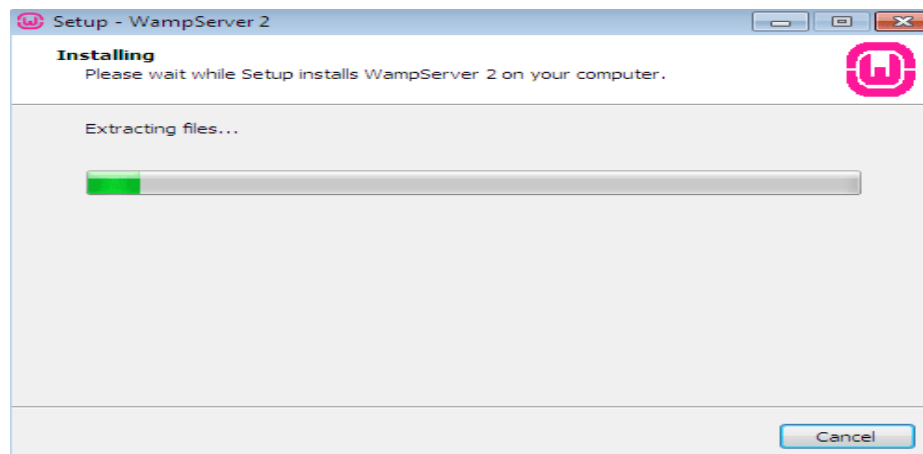 Setup - WampServer 2
Installing
Please wait while Setup installs WampServer 2 on your computer.
Extracting files...
Cancel